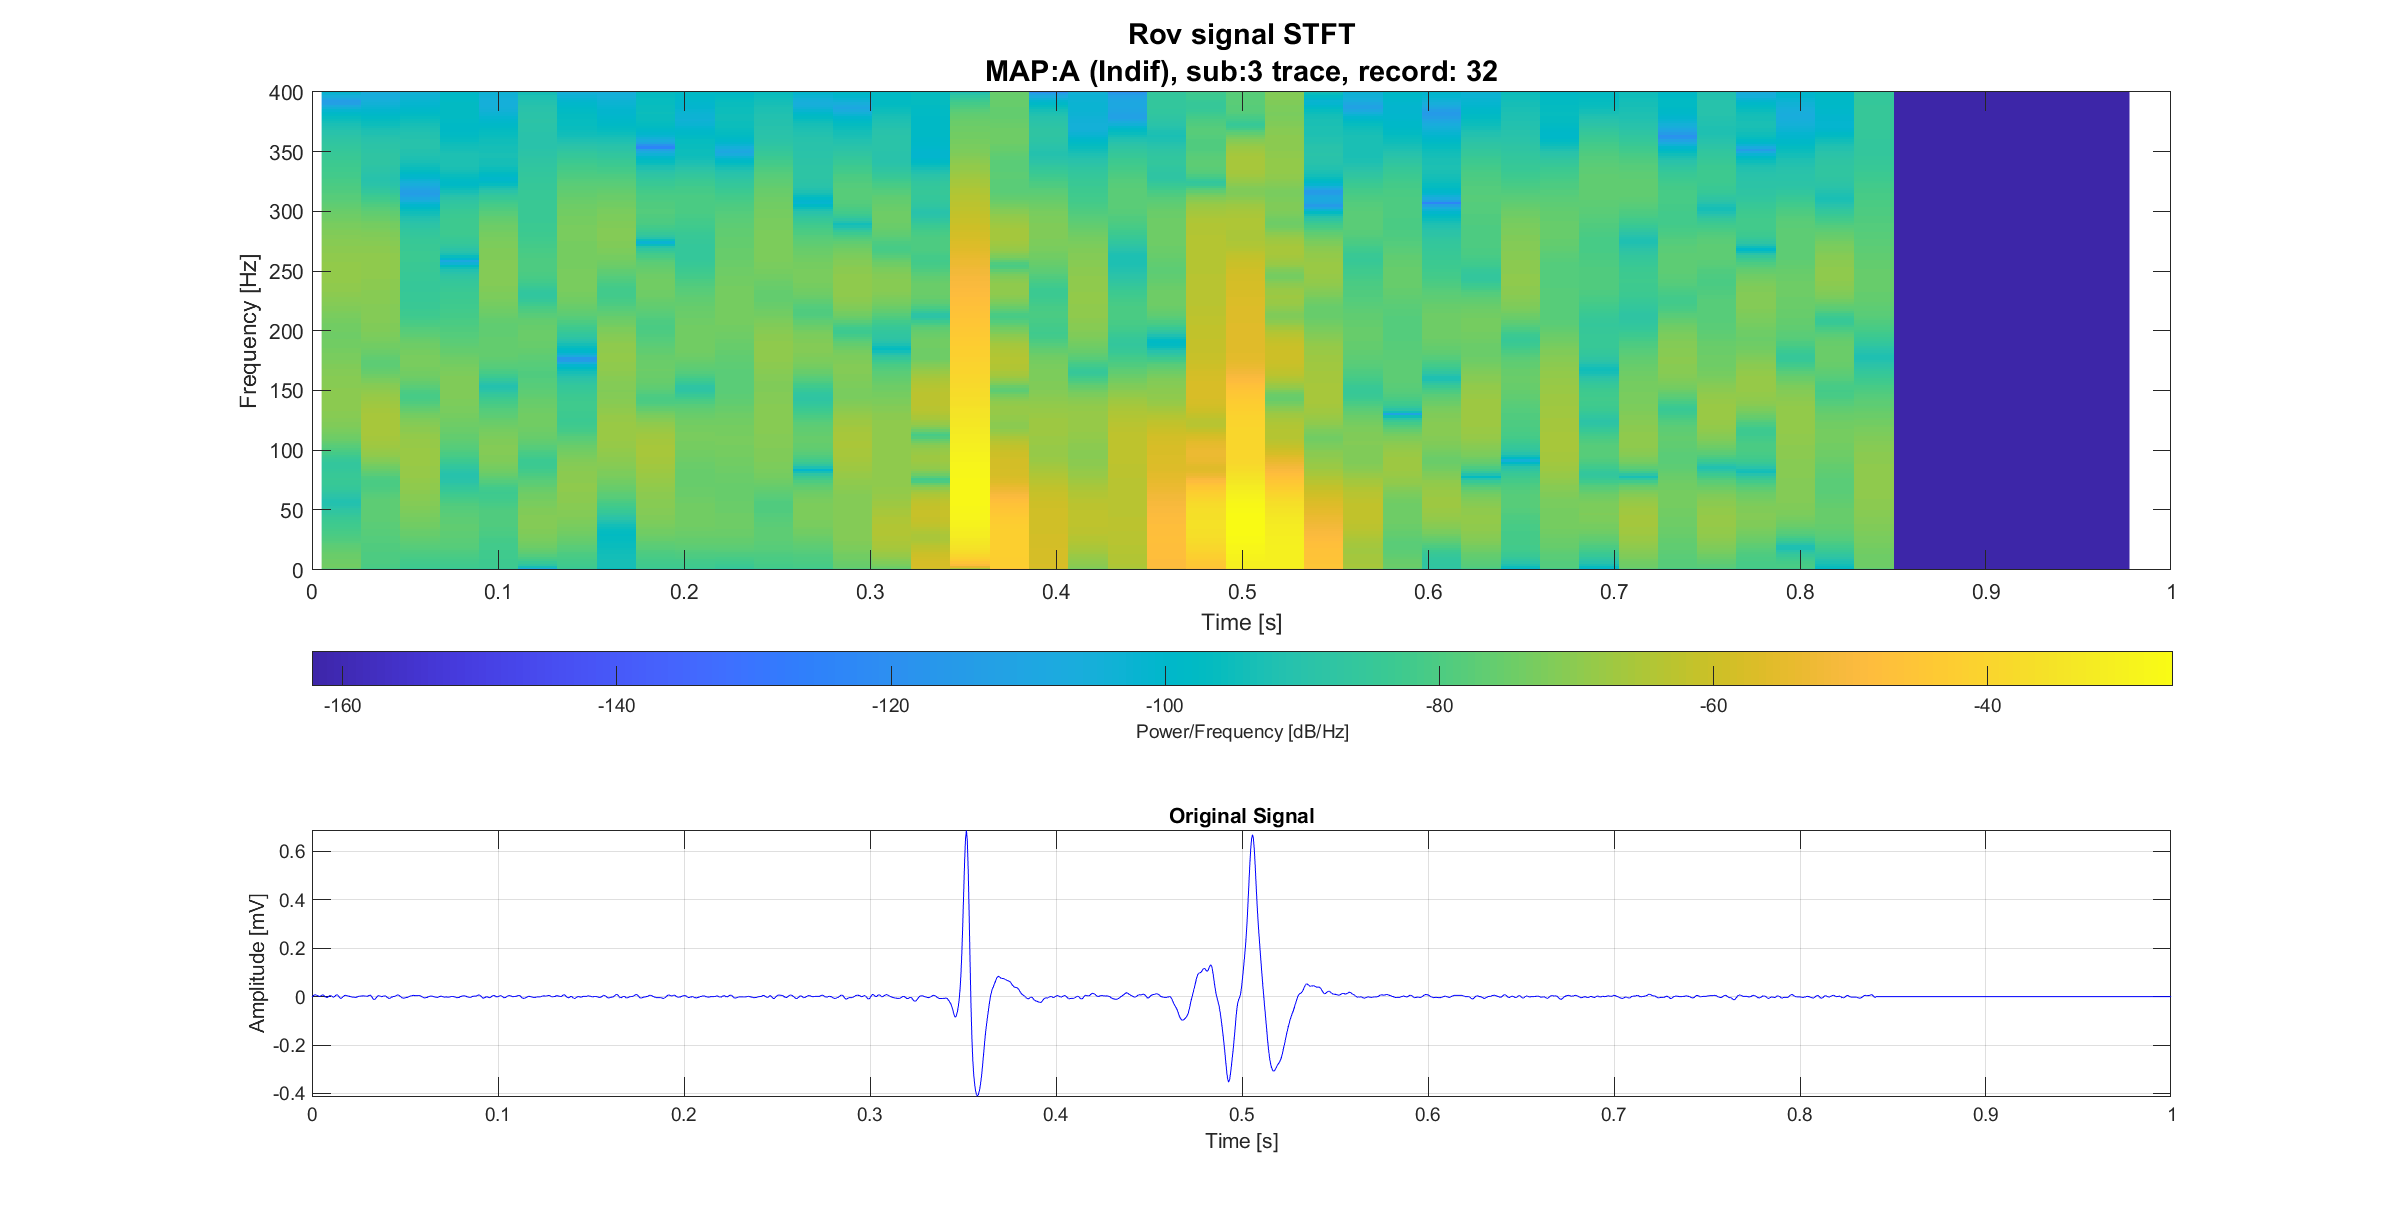 Rov signal STFT
MAP:A (Indif), sub:3 trace, record: 32
400
350
300
250
200
150
100
50
0
Frequency [Hz]
0 0.1 0.2 0.3 0.4 0.5 0.6 0.7 0.8 0.9 1
Time [s]
-160 -140 -120 -100 -80 -60 -40
Power/Frequency [dB/Hz]
Original Signal
0.6
0.4
0.2
0
-0.2
-0.4
Amplitude [mV]
0 0.1 0.2 0.3 0.4 0.5 0.6 0.7 0.8 0.9 1
Time [s]